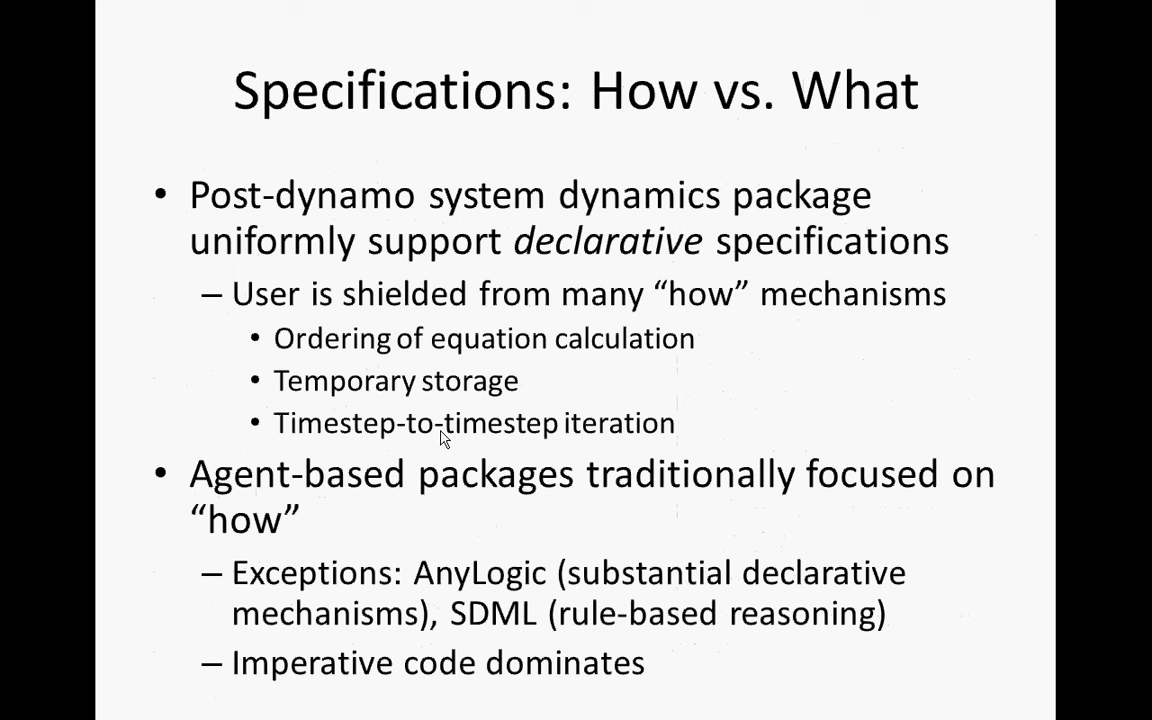 Specifications: How vs. What
• Post-dynamo system dynamics package
uniformly support declarative specifications
– User is shielded from many “how” mechanisms
• Ordering of equation calculation
• Temporary storage
• Timestep-to-timestep iteration
• Agent-based packages traditionally focused on
“how”
– Exceptions: AnyLogic (substantial declarative
mechanisms), SDML (rule-based reasoning)
– Imperative code dominates